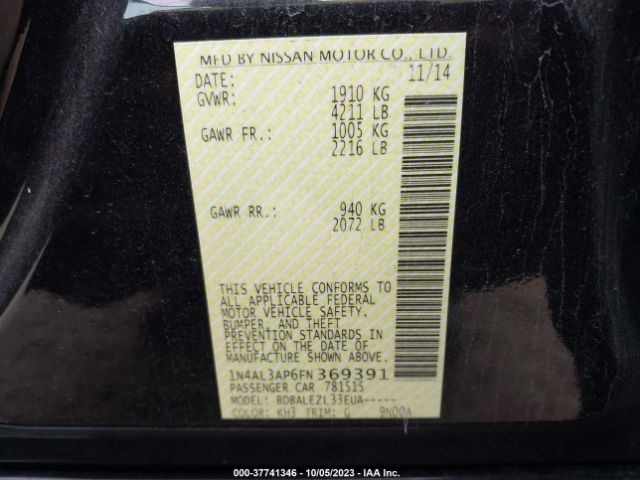 MFD BY NISSAN MOTOR CO., LTD.
DATE: 11/14
GVWR: 1910 KG
4211 LB
GAWR FR.: 1005 KG
2216 LB
GAWR RR.: 940 KG
2072 LB
THIS VEHICLE CONFORMS TO
ALL APPLICABLE FEDERAL
MOTOR VEHICLE SAFETY,
BUMPER, AND THEFT
PREVENTION STANDARDS IN
EFFECT ON THE DATE OF
MANUFACTURE SHOWN ABOVE.
1N4AL3AP6FN369391
PASSENGER CAR 781515
MODEL: BDBALEZL33EUA-----
COLOR: KH3 TRIM: G 9N00A
000-37741346 - 10/05/2023 - IAA Inc.